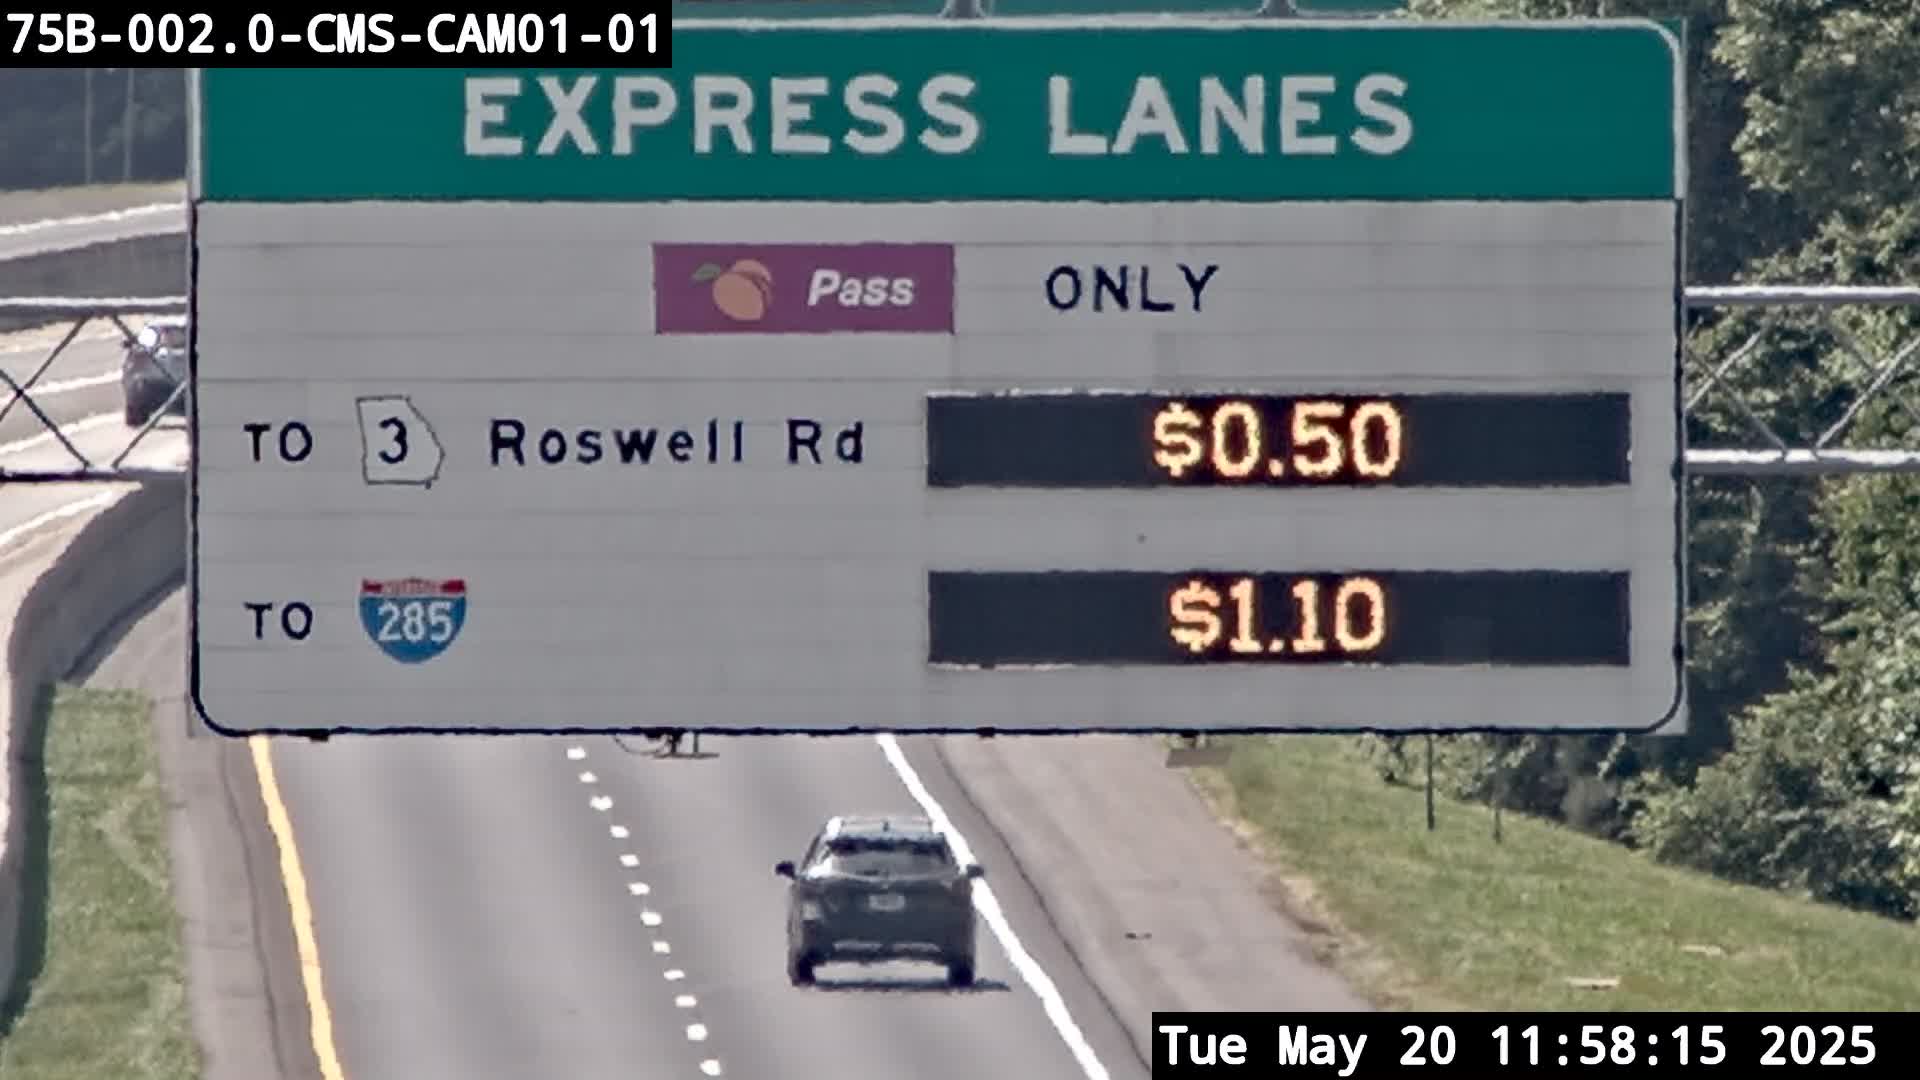 75B-002.0-CMS-CAM01-01
EXPRESS LANES
Pass ONLY
TO 3 Roswell Rd $0.50
TO 285 $1.10
Tue May 20 11:58:15 2025